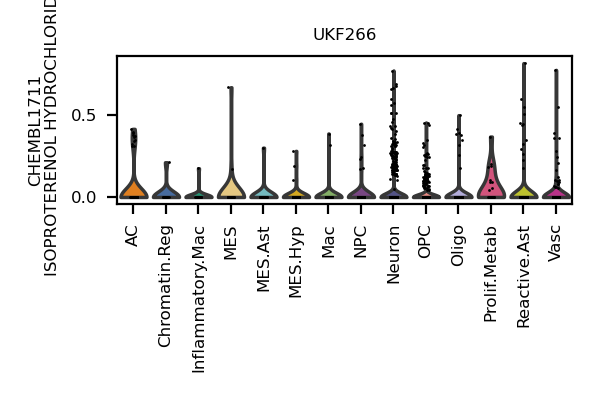 UKF266
CHEMBL1711
ISOPROTERENOL HYDROCHLORID
0.5
0.0
AC
Chromatin.Reg
Inflammatory.Mac
MES
MES.Ast
MES.Hyp
Mac
NPC
Neuron
OPC
Oligo
Prolif.Metab
Reactive.Ast
Vasc